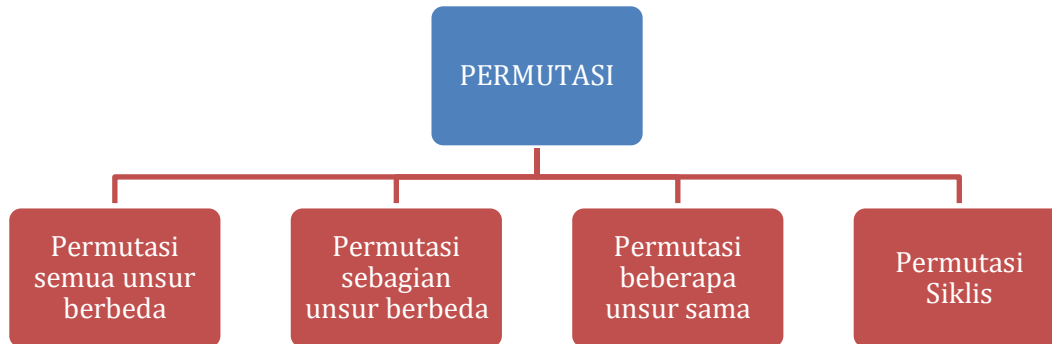 PERMUTASI
Permutasi
semua unsur
berbeda
Permutasi
sebagian
unsur berbeda
Permutasi
beberapa
unsur sama
Permutasi
Siklis